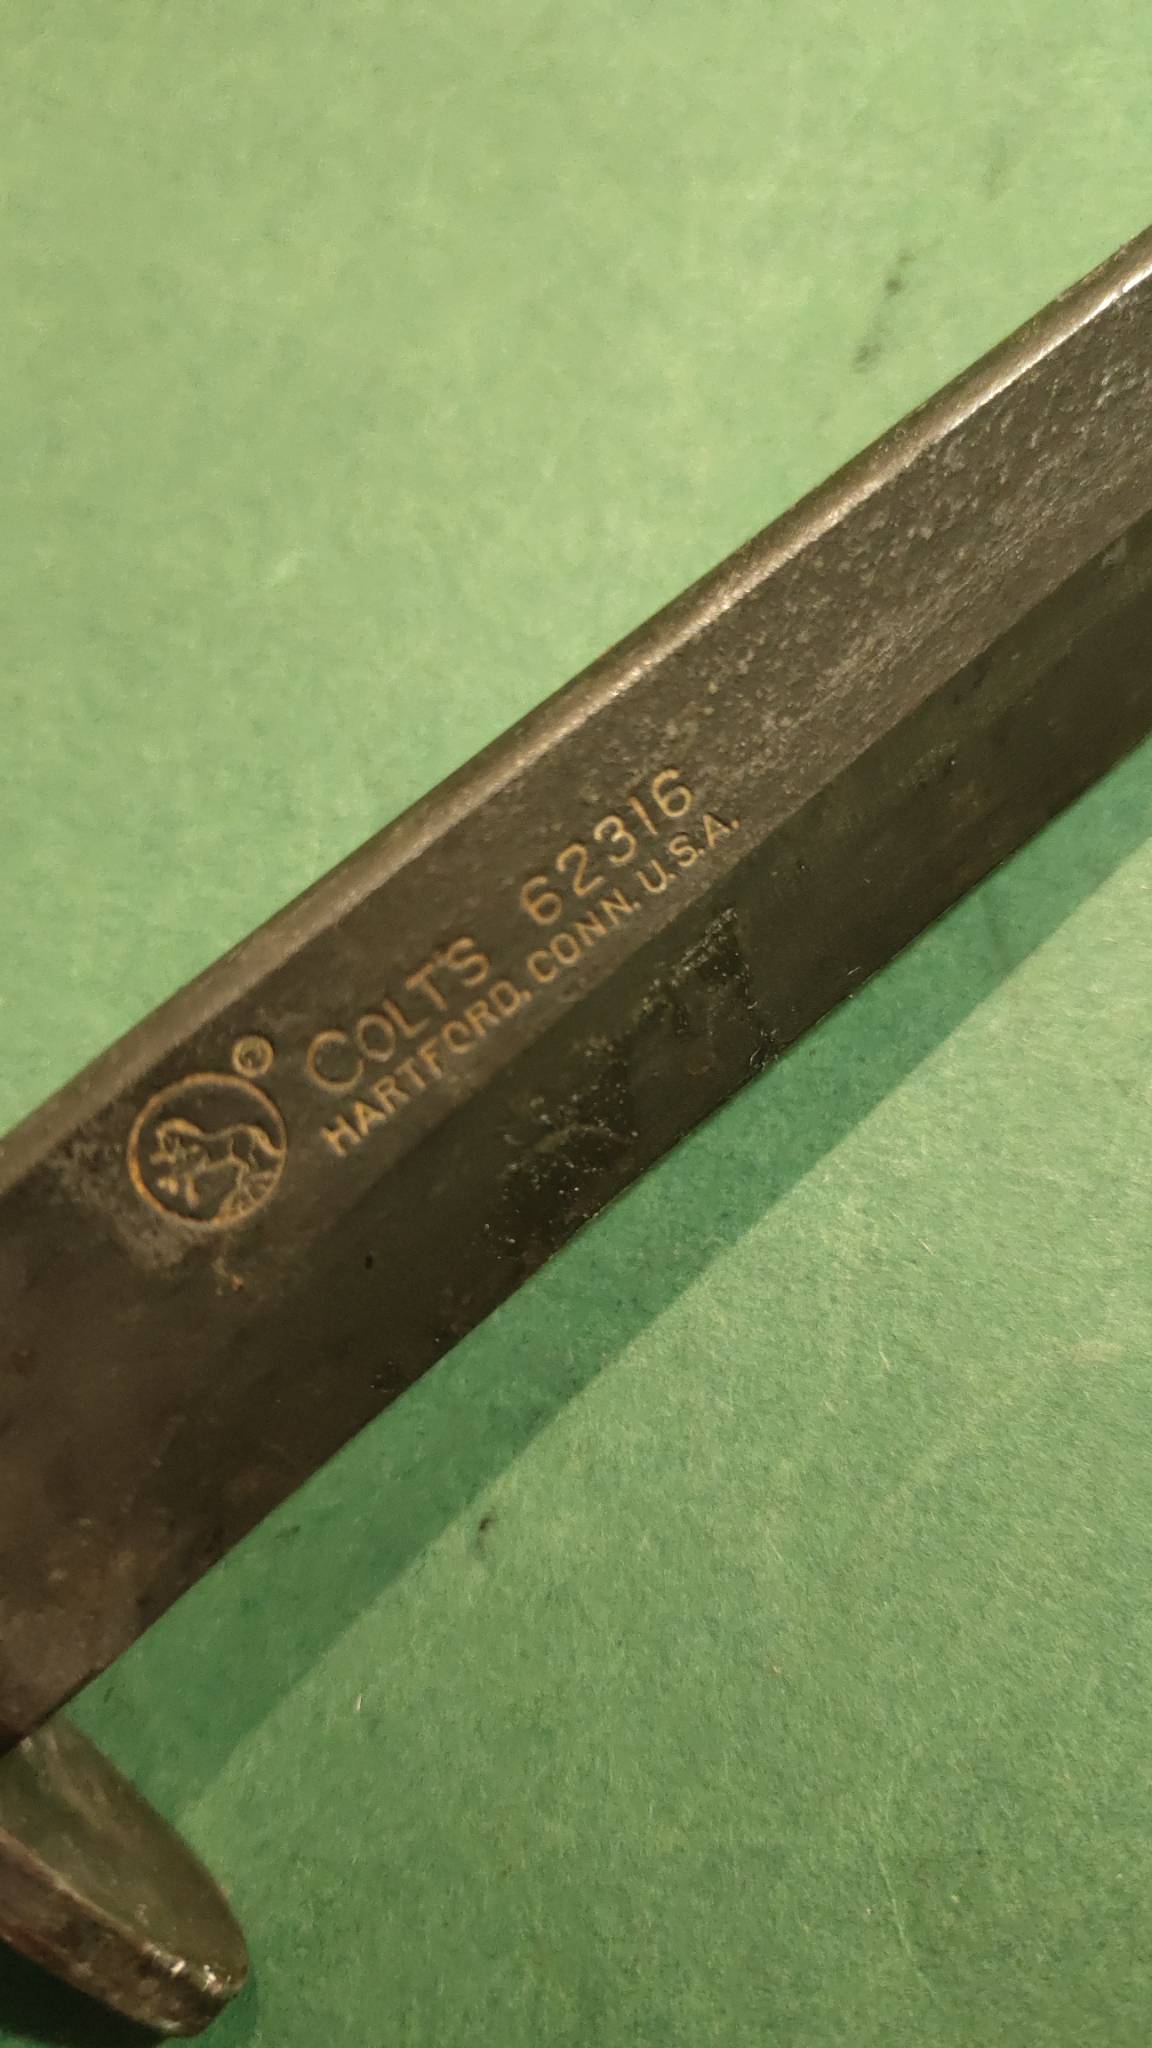 ®
COLT'S 62316
HARTFORD, CONN. U.S.A.